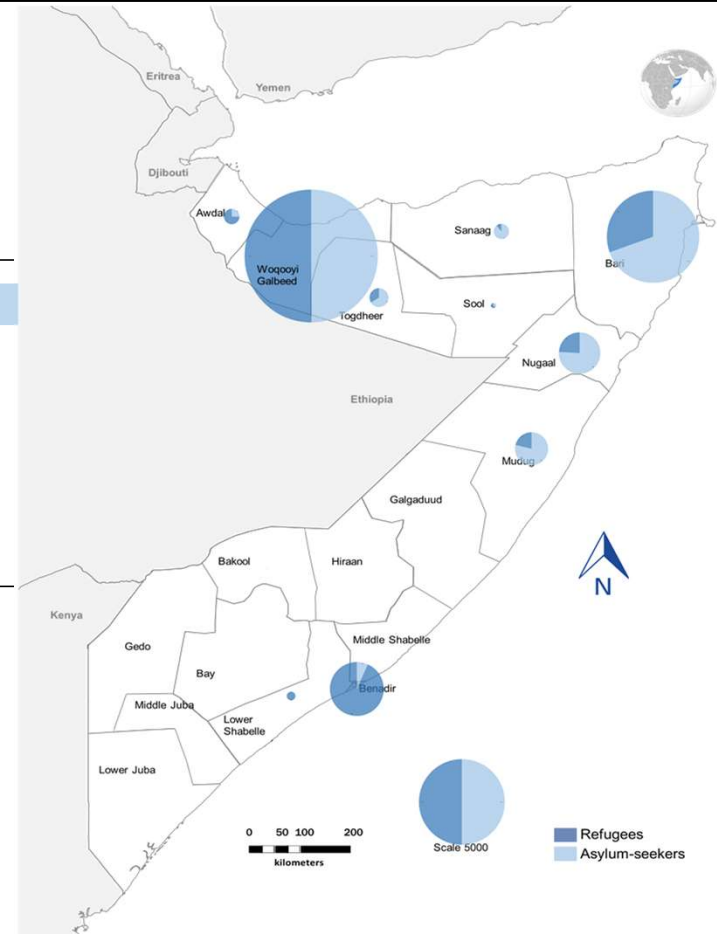 Eritrea
Yemen
Djibouti
Awdal
Sanaag
Bari
Woqooyi
Galbeed
Sool
Togdheer
Nugaal
Ethiopia
Mudug
Galgaduud
Bakool
Hiraan
Kenya
N
Middle Shabelle
Gedo
Bay
Benadir
Middle Juba
Lower
Shabelle
Lower Juba
0 50 100 200
kilometers
Scale 5000
Refugees
Asylum-seekers